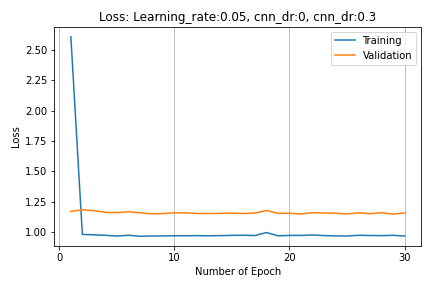 Loss: Learning_rate:0.05, cnn_dr:0, cnn_dr:0.3
Training
Validation
2.50
2.25
2.00
1.75
1.50
1.25
1.00
Loss
0
10
20
30
Number of Epoch